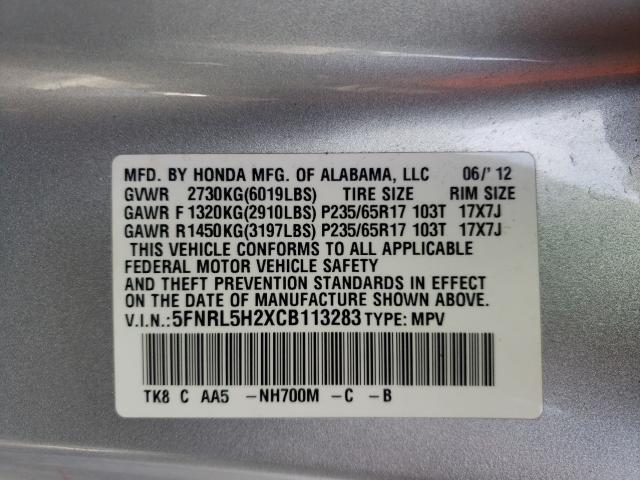 MFD. BY HONDA MFG. OF ALABAMA, LLC 06/'12
GVWR 2730KG(6019LBS) TIRE SIZE RIM SIZE
GAWR F 1320KG(2910LBS) P235/65R17 103T 17X7J
GAWR R1450KG(3197LBS) P235/65R17 103T 17X7J
THIS VEHICLE CONFORMS TO ALL APPLICABLE
FEDERAL MOTOR VEHICLE SAFETY
AND THEFT PREVENTION STANDARDS IN EFFECT
ON THE DATE OF MANUFACTURE SHOWN ABOVE.
V.I.N.:5FNRL5H2XCB113283 TYPE: MPV
TK8 C AA5 -NH700M -C -B